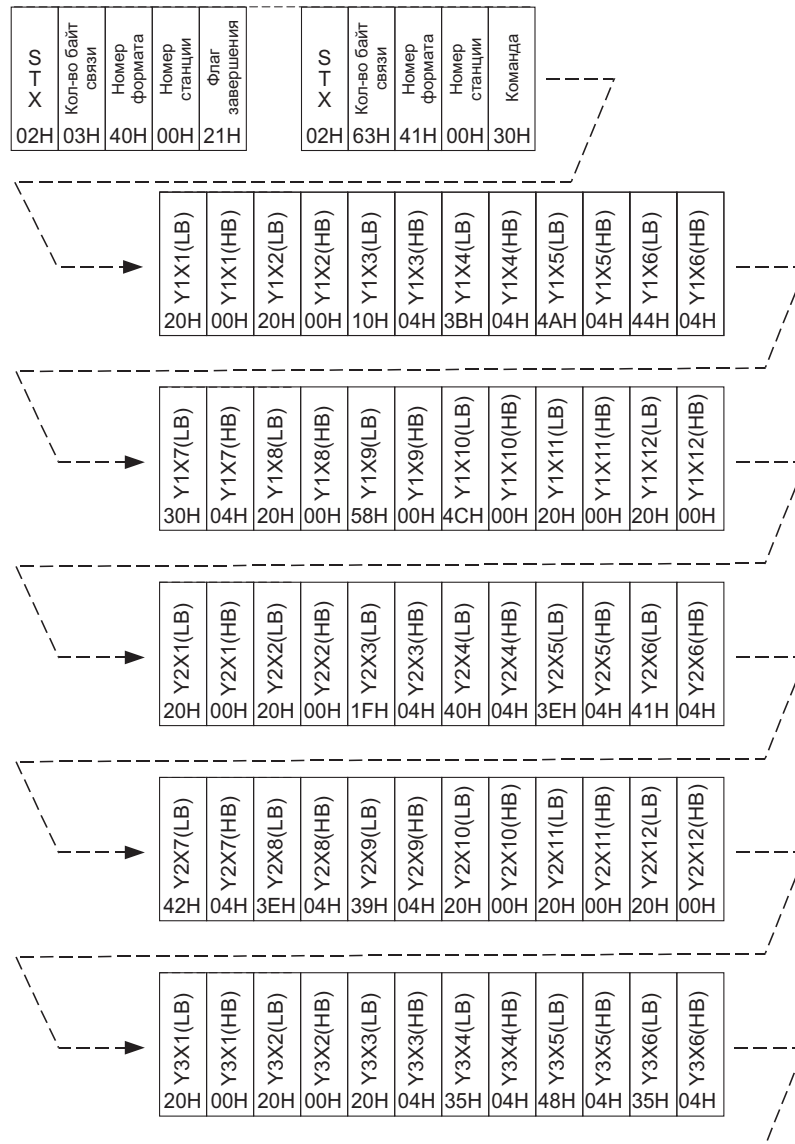 STX Кол-во байт связи Номер формата Номер станции Флаг завершения
02H 03H 40H 00H 21H
STX Кол-во байт связи Номер формата Номер станции Команда
02H 63H 41H 00H 30H
Y1X1(LB) Y1X1(HB) Y1X2(LB) Y1X2(HB) Y1X3(LB) Y1X3(HB) Y1X4(LB) Y1X4(HB) Y1X5(LB) Y1X5(HB) Y1X6(LB) Y1X6(HB)
20H 00H 20H 00H 10H 04H 3BH 04H 4AH 04H 44H 04H
Y1X7(LB) Y1X7(HB) Y1X8(LB) Y1X8(HB) Y1X9(LB) Y1X9(HB) Y1X10(LB) Y1X10(HB) Y1X11(LB) Y1X11(HB) Y1X12(LB) Y1X12(HB)
30H 04H 20H 00H 58H 00H 4CH 00H 20H 00H 20H 00H
Y2X1(LB) Y2X1(HB) Y2X2(LB) Y2X2(HB) Y2X3(LB) Y2X3(HB) Y2X4(LB) Y2X4(HB) Y2X5(LB) Y2X5(HB) Y2X6(LB) Y2X6(HB)
20H 00H 20H 00H 1FH 04H 40H 04H 3EH 04H 41H 04H
Y2X7(LB) Y2X7(HB) Y2X8(LB) Y2X8(HB) Y2X9(LB) Y2X9(HB) Y2X10(LB) Y2X10(HB) Y2X11(LB) Y2X11(HB) Y2X12(LB) Y2X12(HB)
42H 04H 3EH 04H 39H 04H 20H 00H 20H 00H 20H 00H
Y3X1(LB) Y3X1(HB) Y3X2(LB) Y3X2(HB) Y3X3(LB) Y3X3(HB) Y3X4(LB) Y3X4(HB) Y3X5(LB) Y3X5(HB) Y3X6(LB) Y3X6(HB)
20H 00H 20H 00H 20H 04H 35H 04H 48H 04H 35H 04H